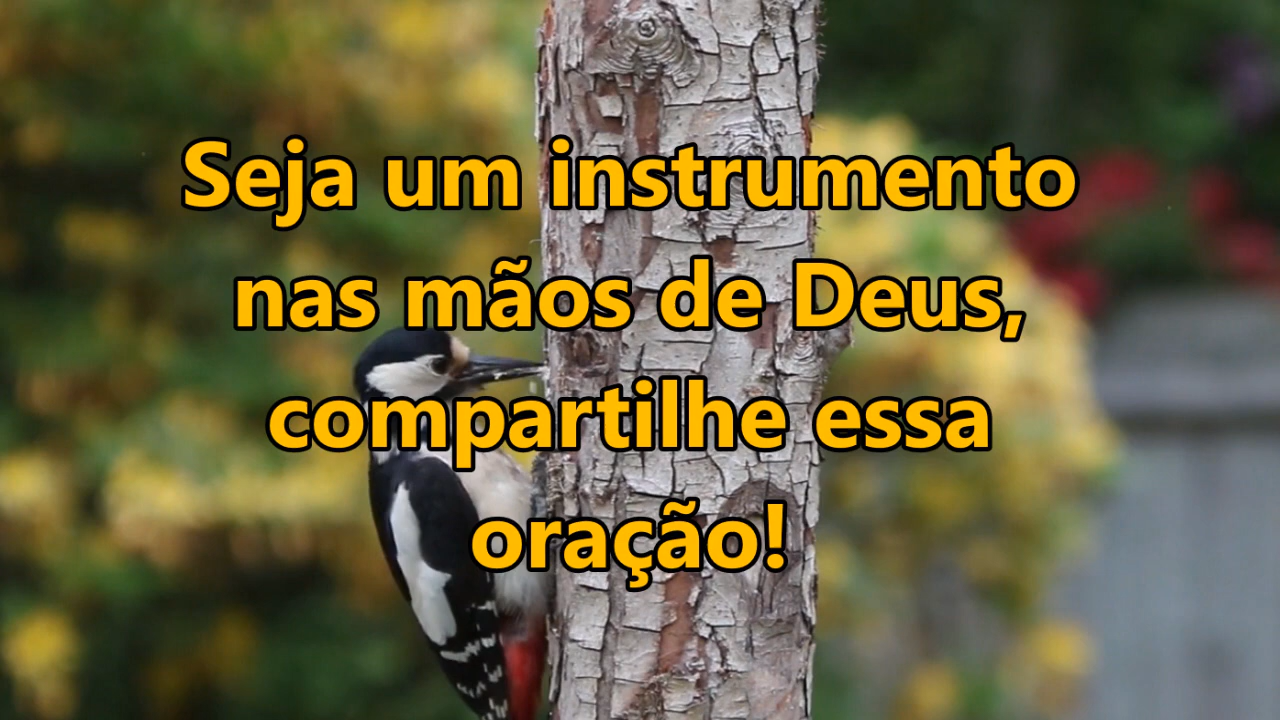 Seja um instrumento
nas mãos de Deus,
compartilhe essa
oração!